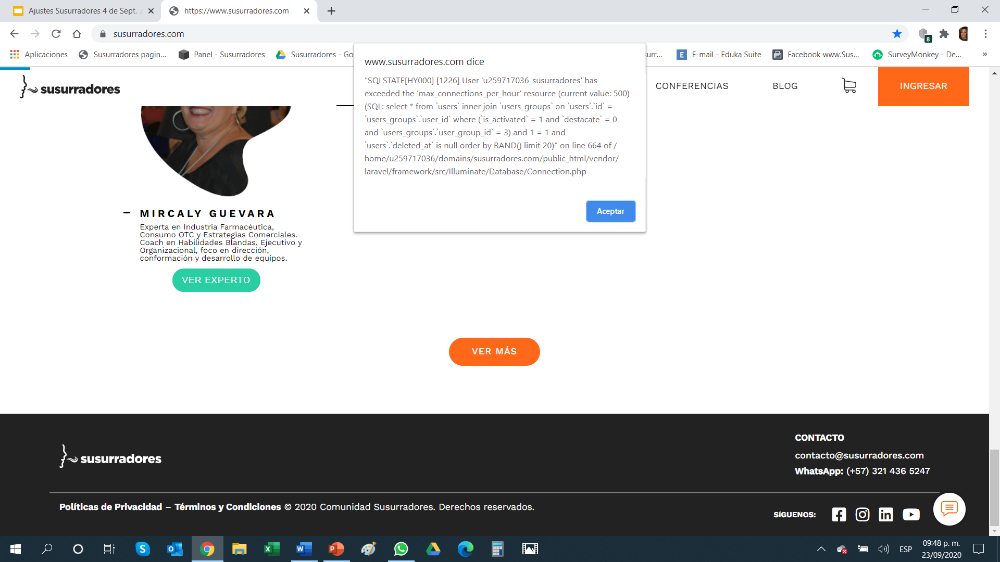 Ajustes Susurradores 4 de Sept. .
https://www.susurradores.com
susurradores.com
8
Aplicaciones
Susurradores pagin...
Panel - Susurradores
Susurradores - Go
surr...
E
E-mail - Eduka Suite
Facebook www.Sus...
SurveyMonkey - De...
»
susurradores
CONFERENCIAS
BLOG
INGRESAR
www.susurradores.com dice
"SQLSTATE[HY000] [1226] User 'u259717036_susurradores' has
exceeded the 'max_connections_per_hour' resource (current value: 500)
(SQL: select * from `users` inner join `users_groups` on `users`.`id` =
`users_groups`.`user_id` where (`is_activated` = 1 and `destacate` = 0
and `users_groups`.`user_group_id` = 3) and 1 = 1 and
`users`.`deleted_at` is null order by RAND() limit 20)" on line 664 of /
home/u259717036/domains/susurradores.com/public_html/vendor/
laravel/framework/src/Illuminate/Database/Connection.php
Aceptar
MIRCALY GUEVARA
Experta en Industria Farmacéutica,
Consumo OTC y Estrategias Comerciales.
Coach en Habilidades Blandas, Ejecutivo y
Organizacional, foco en dirección,
conformación y desarrollo de equipos.
VER EXPERTO
VER MÁS
susurradores
CONTACTO
contacto@susurradores.com
WhatsApp: (+57) 321 436 5247
Políticas de Privacidad – Términos y Condiciones © 2020 Comunidad Susurradores. Derechos reservados.
SÍGUENOS:
ESP
09:48 p. m.
23/09/2020